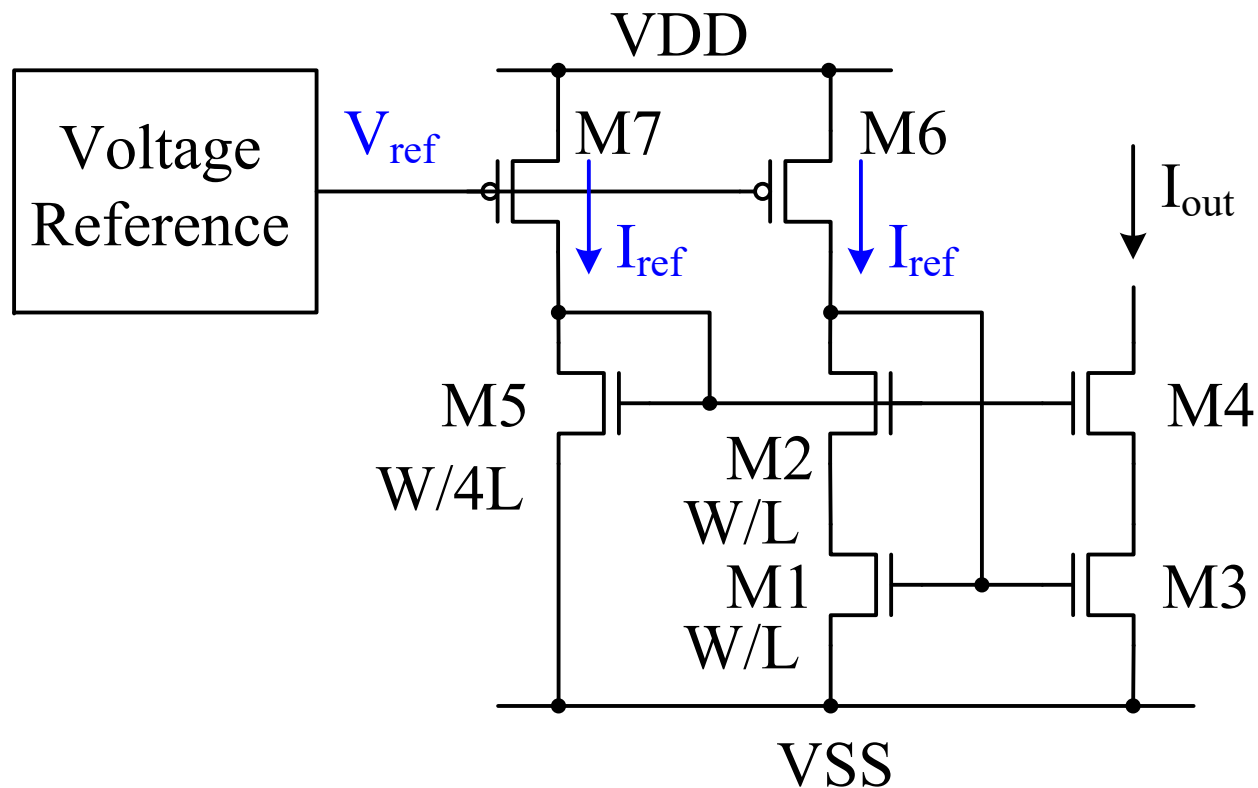 VDD
Voltage
Reference
Vref
M7
M6
Iref
Iref
Iout
M5
W/4L
M2
W/L
M4
M1
W/L
M3
VSS